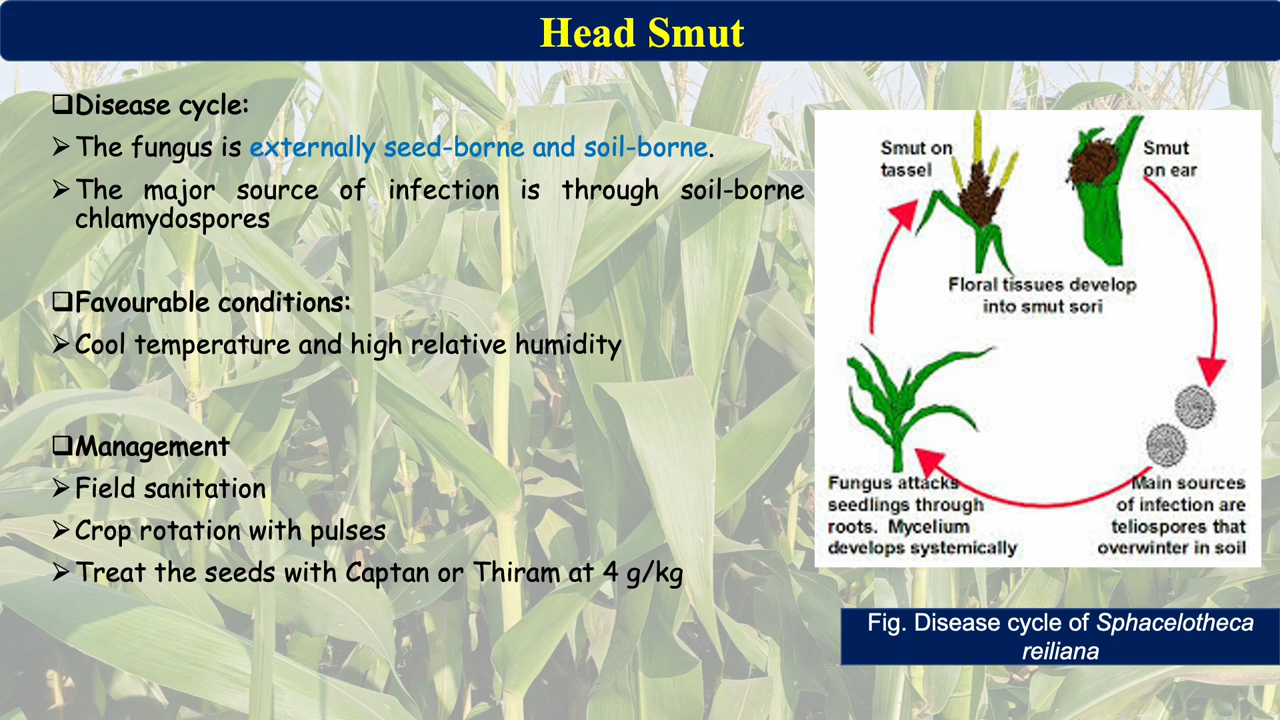 Head Smut
❑Disease cycle:
➢The fungus is externally seed-borne and soil-borne.
➢The major source of infection is through soil-borne
chlamydospores
❑Favourable conditions:
➢Cool temperature and high relative humidity
❑Management
➢Field sanitation
➢Crop rotation with pulses
➢Treat the seeds with Captan or Thiram at 4 g/kg
Smut on
tassel
Smut
on ear
Floral tissues develop
into smut sori
Fungus attacks
seedlings through
roots. Mycelium
develops systemically
Main sources
of infection are
teliospores that
overwinter in soil
Fig. Disease cycle of Sphacelotheca
reiliana